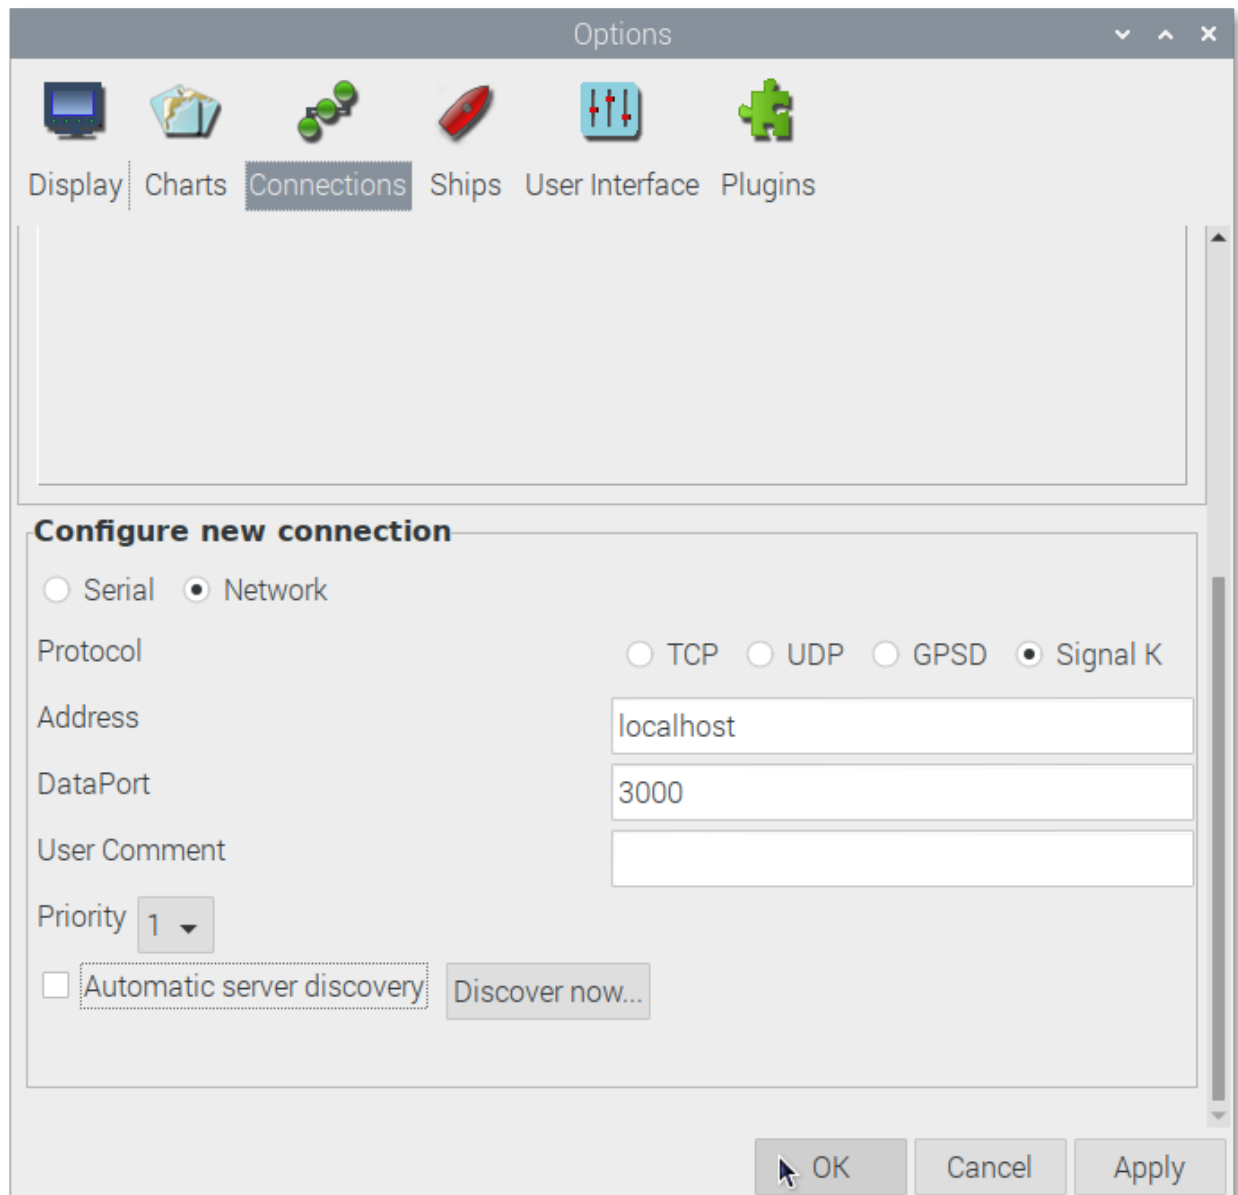 Options
Display Charts Connections Ships User Interface Plugins
Configure new connection
Serial Network
Protocol TCP UDP GPSD Signal K
Address localhost
DataPort 3000
User Comment
Priority 1
Automatic server discovery Discover now...
OK Cancel Apply